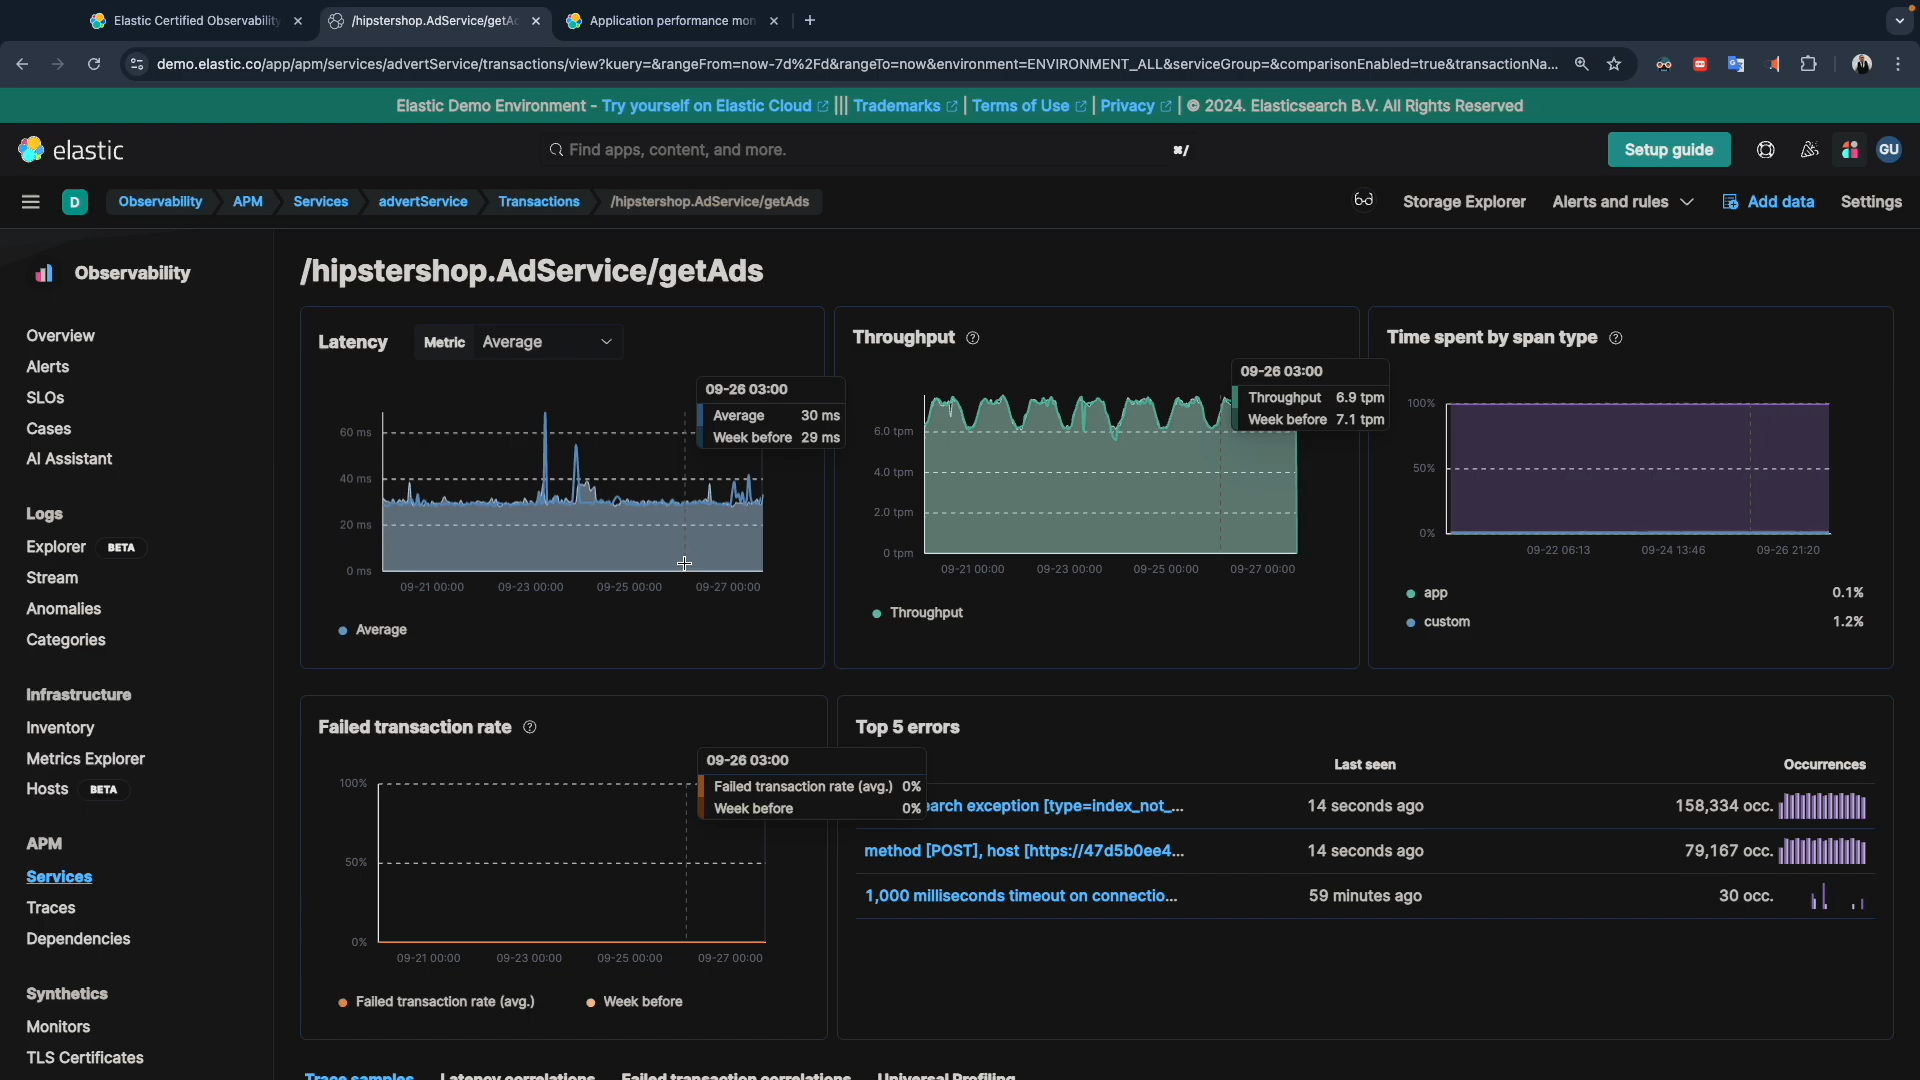 Elastic Certified Observability
/hipstershop.AdService/getAc
Application performance mon
demo.elastic.co/app/apm/services/advertService/transactions/view?kuery=&rangeFrom=now-7d%2Fd&rangeTo=now&environment=ENVIRONMENT_ALL&serviceGroup=&comparisonEnabled=true&transactionNa...
Elastic Demo Environment - Try yourself on Elastic Cloud ||| Trademarks | Terms of Use | Privacy | © 2024. Elasticsearch B.V. All Rights Reserved
elastic
Find apps, content, and more.
⌘/
Setup guide
GU
D
Observability
APM
Services
advertService
Transactions
/hipstershop.AdService/getAds
Storage Explorer
Alerts and rules
Add data
Settings
Observability
Overview
Alerts
SLOs
Cases
AI Assistant
Logs
Explorer BETA
Stream
Anomalies
Categories
Infrastructure
Inventory
Metrics Explorer
Hosts BETA
APM
Services
Traces
Dependencies
Synthetics
Monitors
TLS Certificates
/hipstershop.AdService/getAds
Latency
Metric Average
09-26 03:00
Average 30 ms
Week before 29 ms
60 ms
40 ms
20 ms
0 ms
09-21 00:00 09-23 00:00 09-25 00:00 09-27 00:00
Average
Throughput
09-26 03:00
Throughput 6.9 tpm
Week before 7.1 tpm
6.0 tpm
4.0 tpm
2.0 tpm
0 tpm
09-21 00:00 09-23 00:00 09-25 00:00 09-27 00:00
Throughput
Time spent by span type
100%
50%
0%
09-22 06:13 09-24 13:46 09-26 21:20
app 0.1%
custom 1.2%
Failed transaction rate
09-26 03:00
Failed transaction rate (avg.) 0%
Week before 0%
100%
50%
0%
09-21 00:00 09-23 00:00 09-25 00:00 09-27 00:00
Failed transaction rate (avg.) Week before
Top 5 errors
Last seen Occurrences
earch exception [type=index_not_... 14 seconds ago 158,334 occ.
method [POST], host [https://47d5b0ee4... 14 seconds ago 79,167 occ.
1,000 milliseconds timeout on connectio... 59 minutes ago 30 occ.
Trace samples Latency correlations Failed transaction correlations Universal Profiling